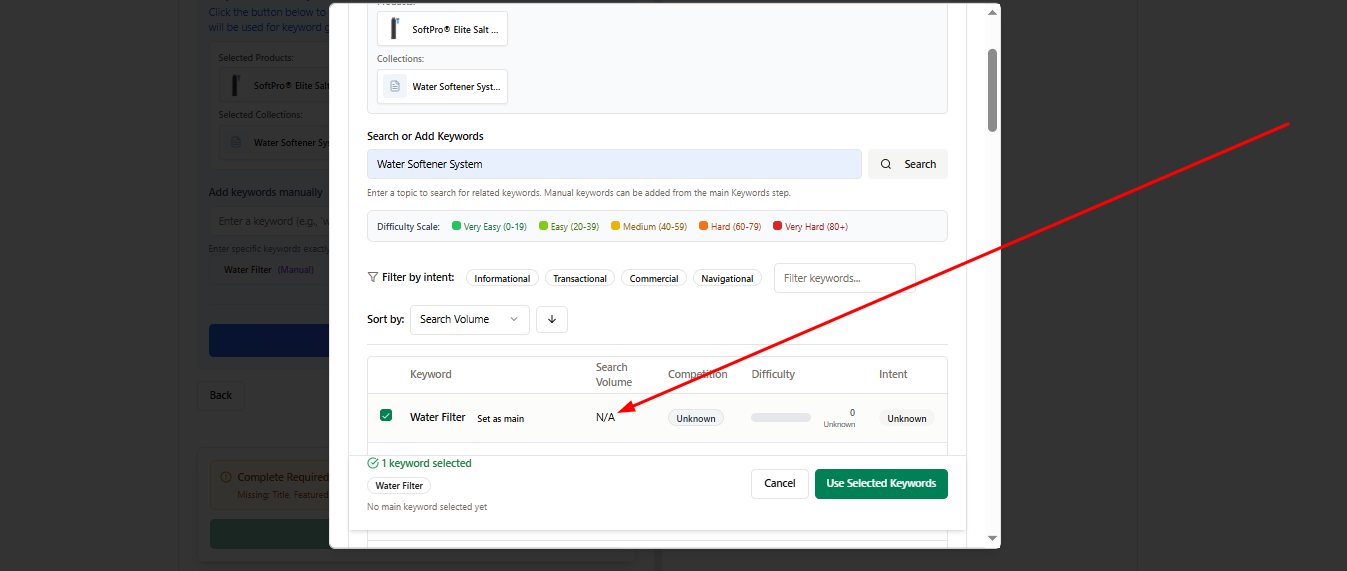 Click the button below to
will be used for keyword g
Selected Products:
SoftPro® Elite Salt
Selected Collections:
Water Softener Sys
Add keywords manually
Enter a keyword (e.g., 'w
Enter specific keywords exactly
Water Filter (Manual)
Back
Complete Required
Missing: Title, Featured
Products:
SoftPro® Elite Salt ...
Collections:
Water Softener Syst...
Search or Add Keywords
Water Softener System
Search
Enter a topic to search for related keywords. Manual keywords can be added from the main Keywords step.
Difficulty Scale: Very Easy (0-19) Easy (20-39) Medium (40-59) Hard (60-79) Very Hard (80+)
Filter by intent: Informational Transactional Commercial Navigational Filter keywords...
Sort by: Search Volume
Keyword Search Volume Competition Difficulty Intent
Water Filter Set as main N/A Unknown 0 Unknown Unknown
1 keyword selected
Water Filter
No main keyword selected yet
Cancel Use Selected Keywords